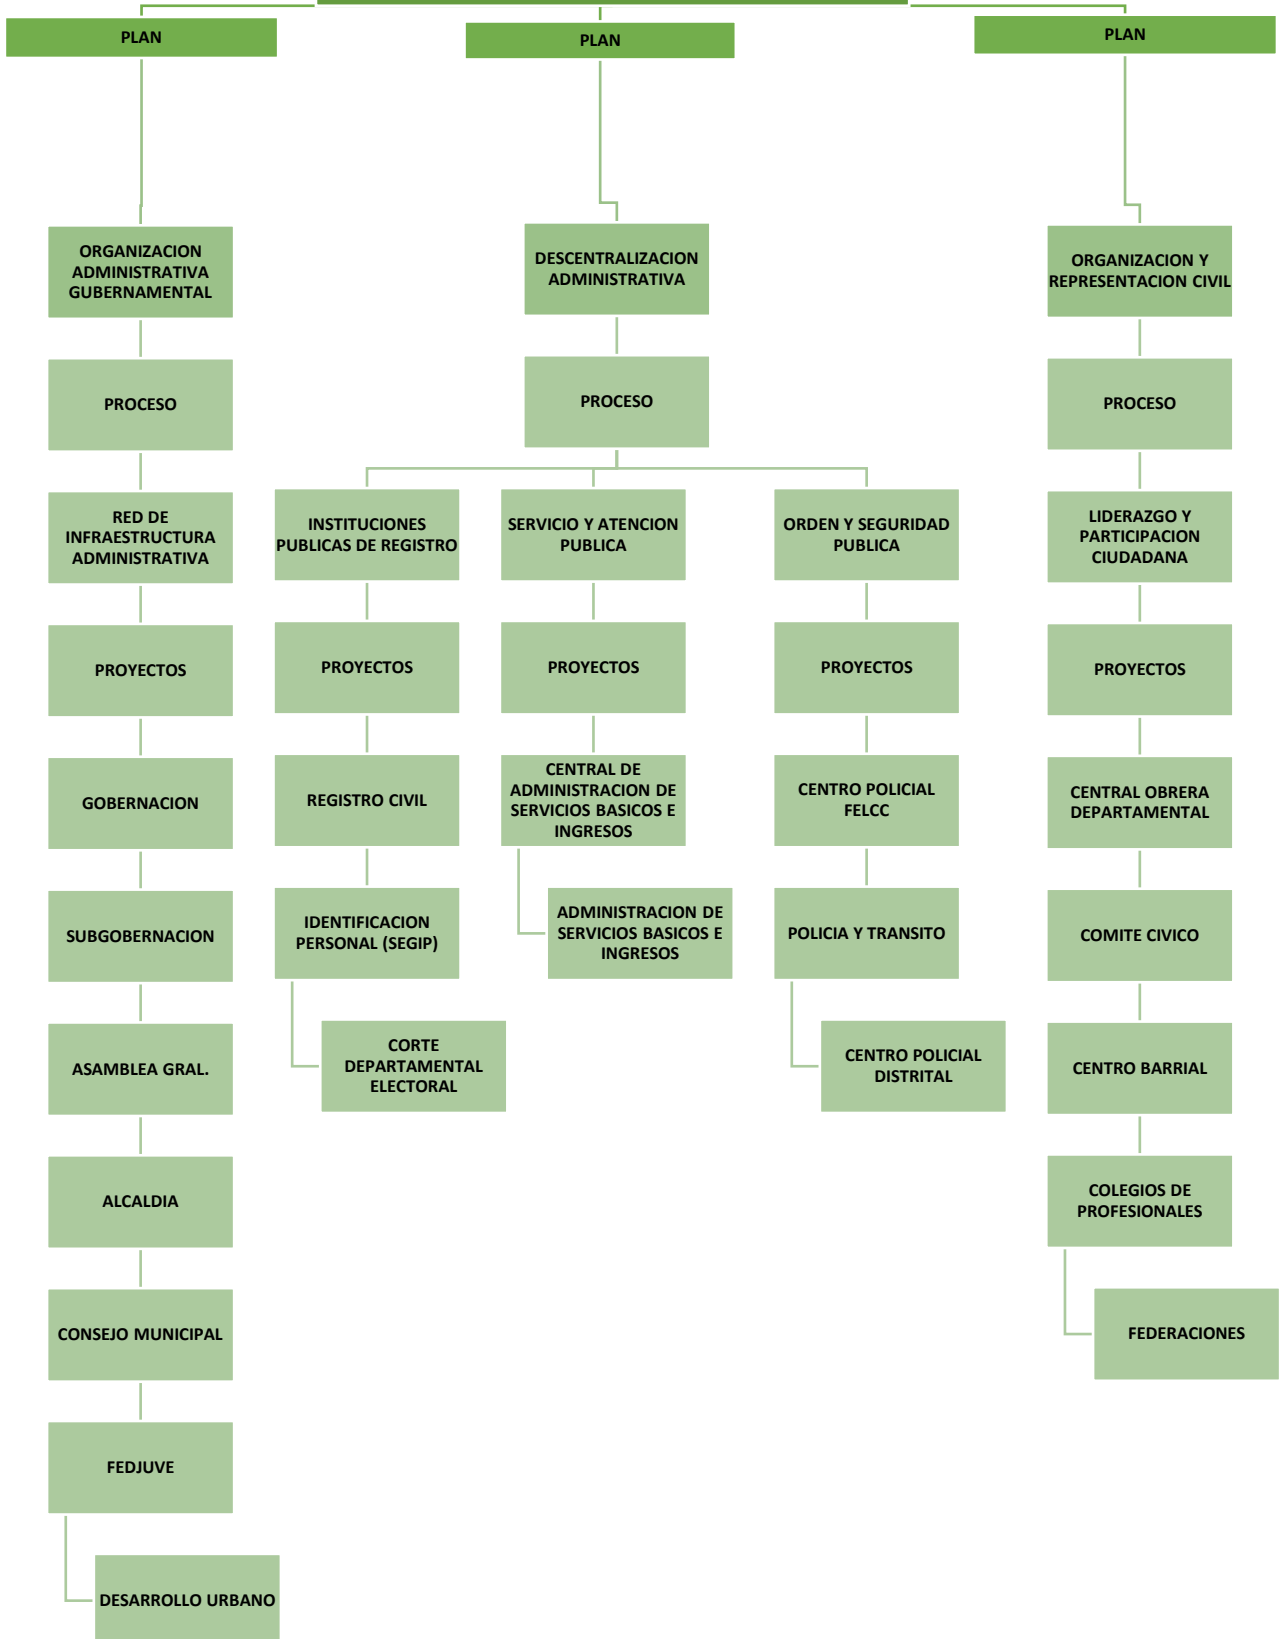 PLAN
PLAN
PLAN
ORGANIZACION
ADMINISTRATIVA
GUBERNAMENTAL
DESCENTRALIZACION
ADMINISTRATIVA
ORGANIZACION Y
REPRESENTACION CIVIL
PROCESO
PROCESO
PROCESO
RED DE
INFRAESTRUCTURA
ADMINISTRATIVA
INSTITUCIONES
PUBLICAS DE REGISTRO
SERVICIO Y ATENCION
PUBLICA
ORDEN Y SEGURIDAD
PUBLICA
LIDERAZGO Y
PARTICIPACION
CIUDADANA
PROYECTOS
PROYECTOS
PROYECTOS
PROYECTOS
PROYECTOS
GOBERNACION
REGISTRO CIVIL
CENTRAL DE
ADMINISTRACION DE
SERVICIOS BASICOS E
INGRESOS
CENTRO POLICIAL
FELCC
CENTRAL OBRERA
DEPARTAMENTAL
SUBGOBERNACION
IDENTIFICACION
PERSONAL (SEGIP)
ADMINISTRACION DE
SERVICIOS BASICOS E
INGRESOS
POLICIA Y TRANSITO
COMITE CIVICO
ASAMBLEA GRAL.
CORTE
DEPARTAMENTAL
ELECTORAL
CENTRO POLICIAL
DISTRITAL
CENTRO BARRIAL
ALCALDIA
COLEGIOS DE
PROFESIONALES
CONSEJO MUNICIPAL
FEDERACIONES
FEDJUVE
DESARROLLO URBANO